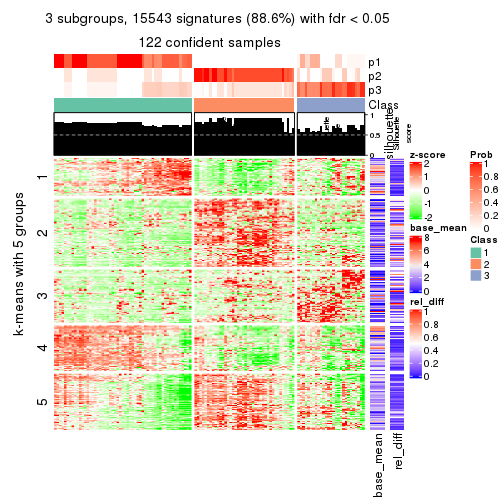 3 subgroups, 15543 signatures (88.6%) with fdr < 0.05
122 confident samples
p1
p2
p3
Class
1
0.5
0
silhouette
Silhouette
score
k-means with 5 groups
1
2
3
4
5
base_mean
rel_diff
z-score
2
1
0
-1
-2
base_mean
8
6
4
2
0
rel_diff
1
0.8
0.6
0.4
0.2
0
Prob
1
0.8
0.6
0.4
0.2
0
Class
1
2
3